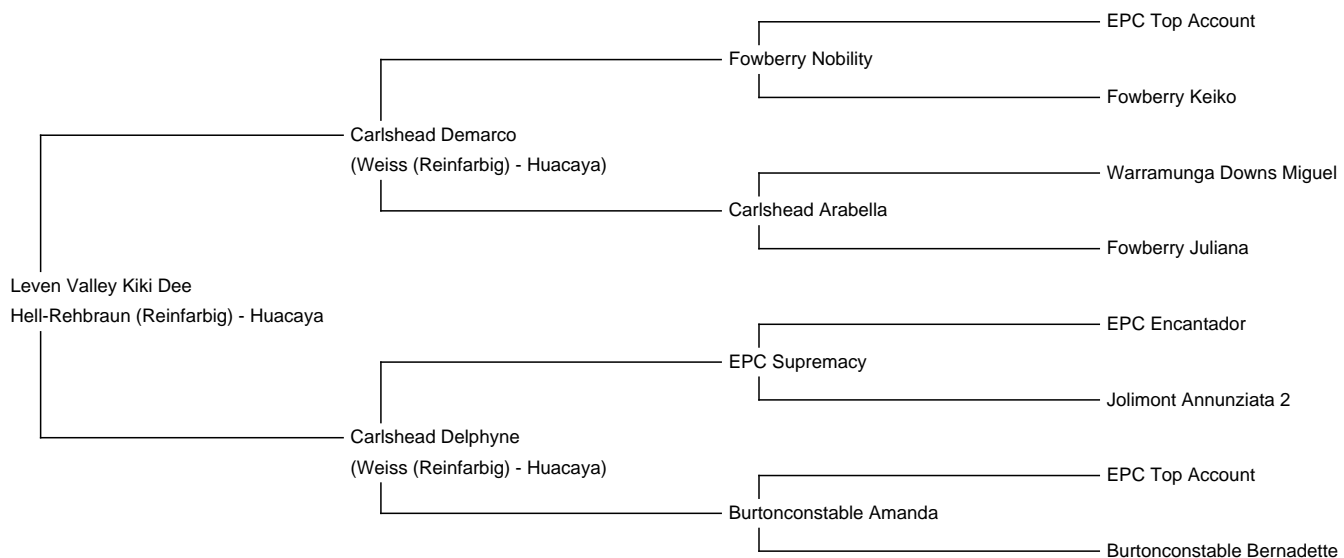 EPC Top Account
Fowberry Nobility
Fowberry Keiko
Carlshead Demarco
(Weiss (Reinfarbig) - Huacaya)
Warramunga Downs Miguel
Carlshead Arabella
Fowberry Juliana
Leven Valley Kiki Dee
Hell-Rehbraun (Reinfarbig) - Huacaya
EPC Encantador
EPC Supremacy
Jolimont Annunziata 2
Carlshead Delphyne
(Weiss (Reinfarbig) - Huacaya)
EPC Top Account
Burtonconstable Amanda
Burtonconstable Bernadette